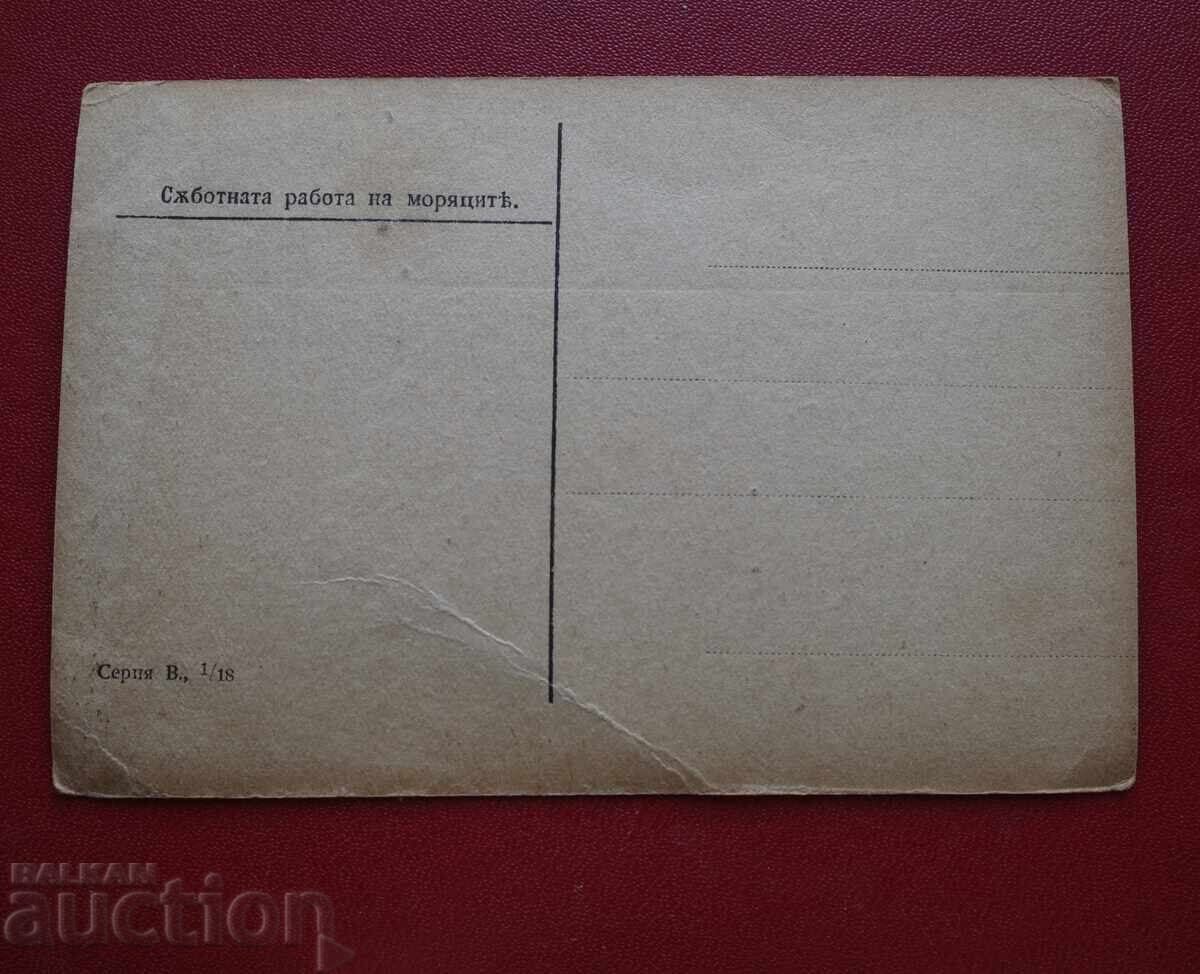 Сѫботната работа на моряцитѣ.
Серия В., 1/18
BALKAN
auction